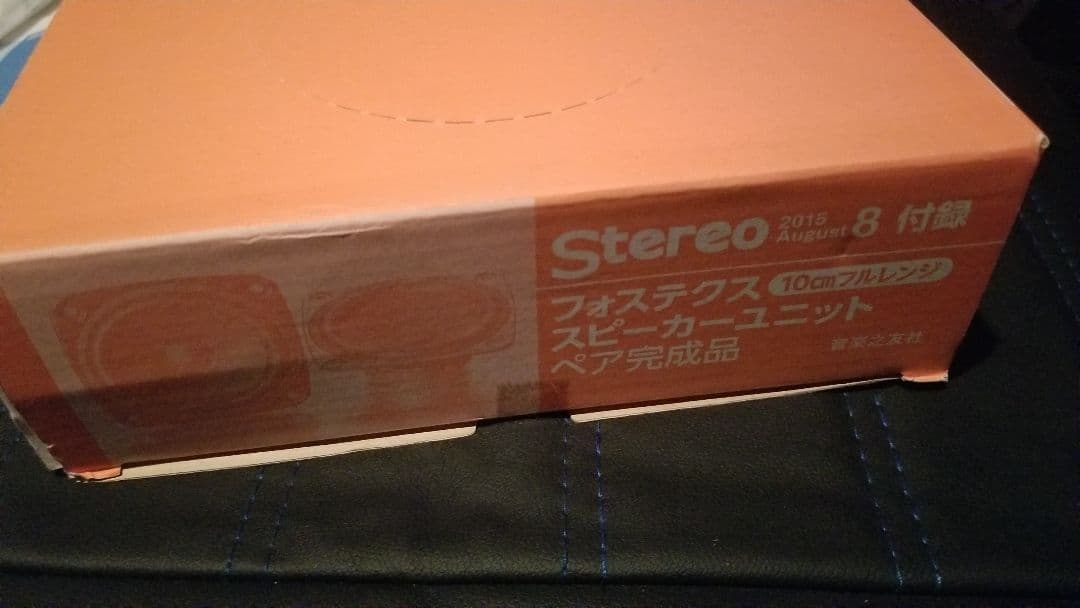 Stereo 2015 August 8 付録
フォステクス 10cmフルレンジ
スピーカーユニット
ペア完成品 音楽之友社